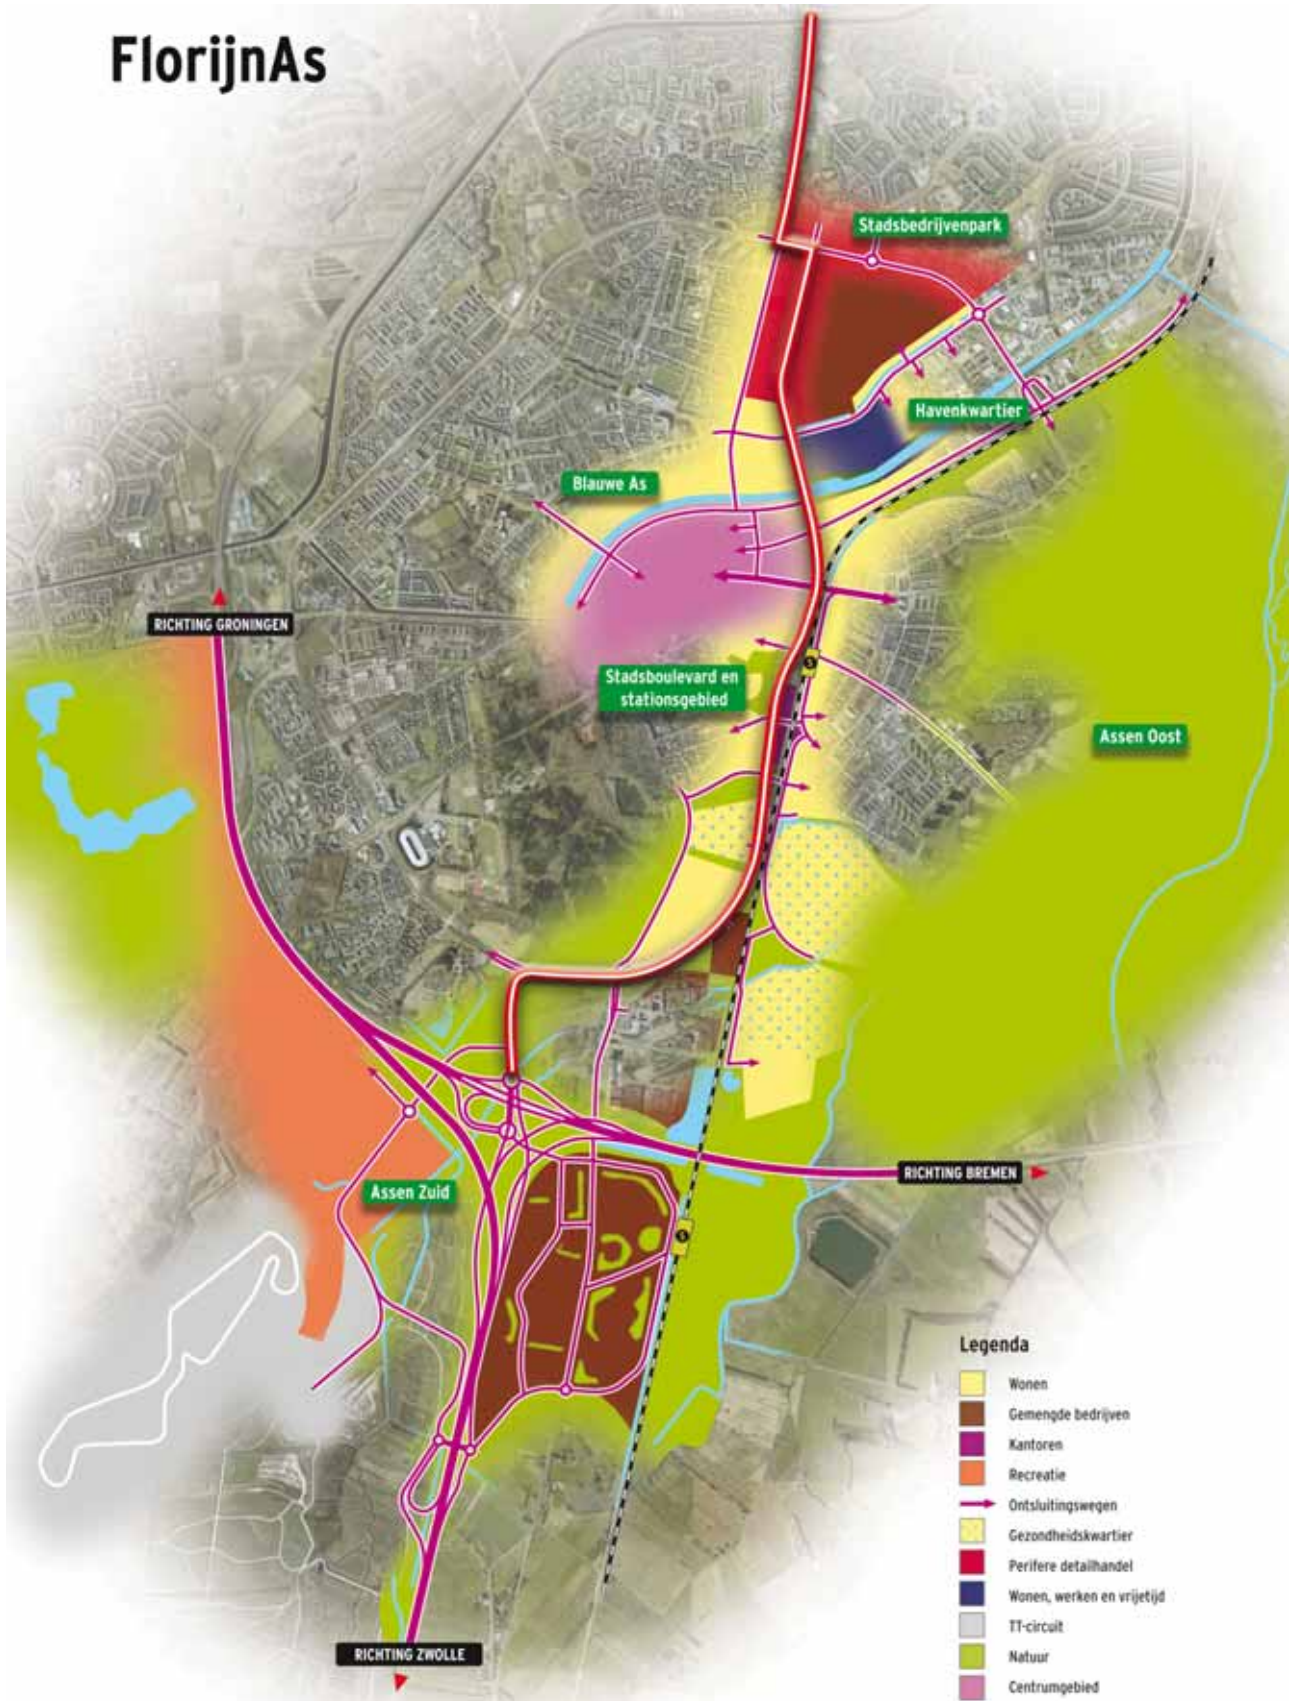 FlorijnAs
Stadsbedrijvenpark
Havenkwartier
Blauwe As
RICHTING GRONINGEN
Stadsboulevard en
stationsgebied
Assen Oost
RICHTING BREMEN
Assen Zuid
RICHTING ZWOLLE
Legenda
Wonen
Gemengde bedrijven
Kantoren
Recreatie
Ontsluitingswegen
Gezondheidskwartier
Perifere detailhandel
Wonen, werken en vrijetijd
TT-circuit
Natuur
Centrumgebied